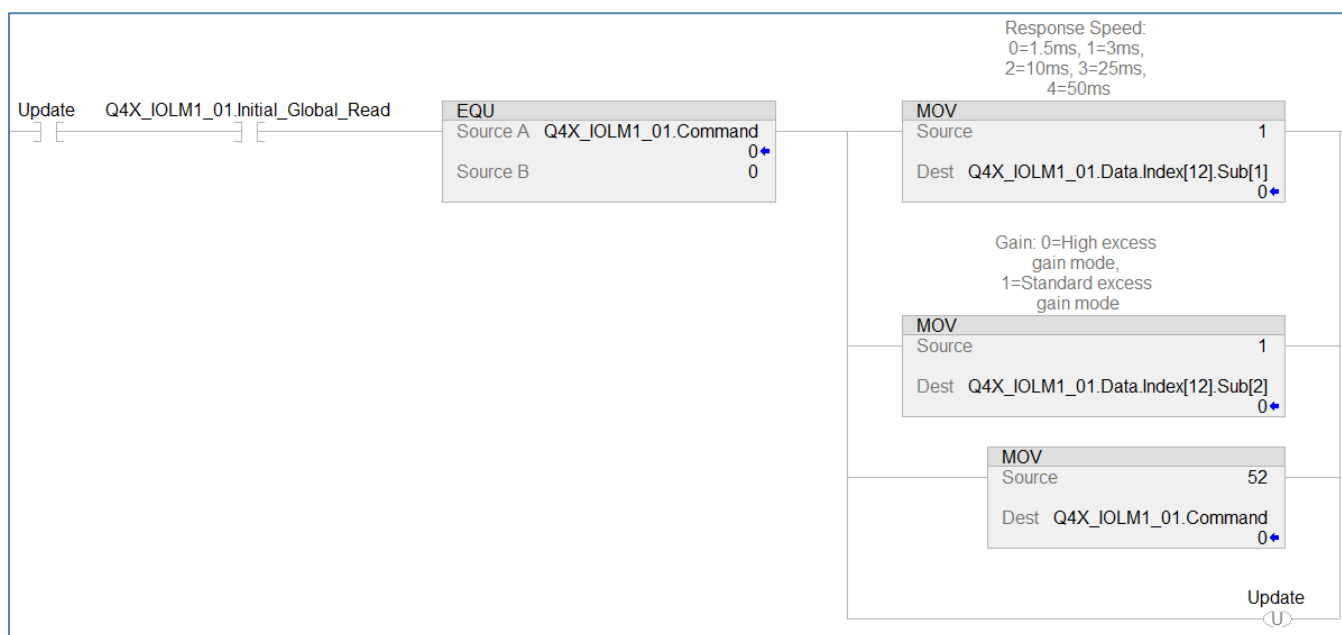 Response Speed:
0=1.5ms, 1=3ms,
2=10ms, 3=25ms,
4=50ms
Update Q4X_IOLM1_01.Initial_Global_Read
EQU
Source A Q4X_IOLM1_01.Command
0
Source B 0
MOV
Source 1
Dest Q4X_IOLM1_01.Data.Index[12].Sub[1]
0
Gain: 0=High excess
gain mode,
1=Standard excess
gain mode
MOV
Source 1
Dest Q4X_IOLM1_01.Data.Index[12].Sub[2]
0
MOV
Source 52
Dest Q4X_IOLM1_01.Command
0
Update
U